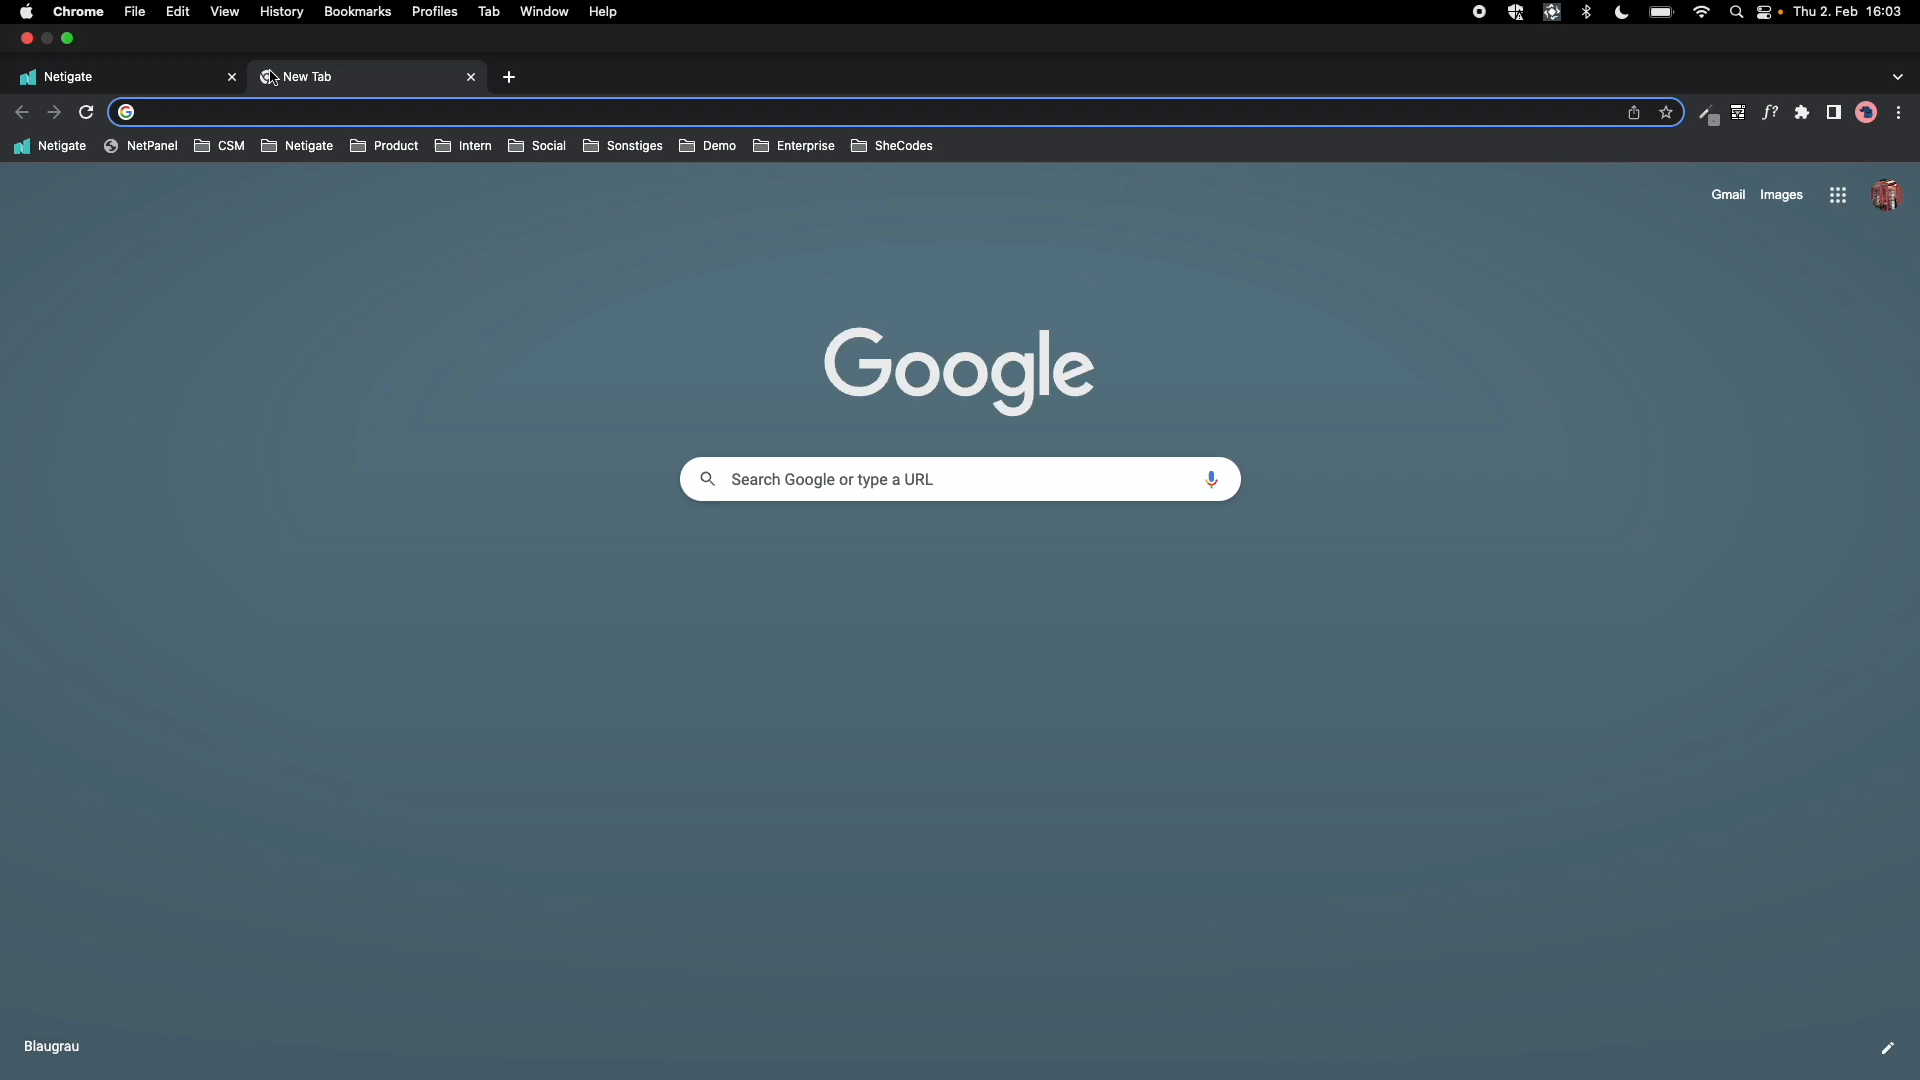 Chrome File Edit View History Bookmarks Profiles Tab Window Help Thu 2. Feb 16:03
Netigate New Tab
Netigate NetPanel CSM Netigate Product Intern Social Sonstiges Demo Enterprise SheCodes
Gmail Images
Google
Search Google or type a URL
Blaugrau